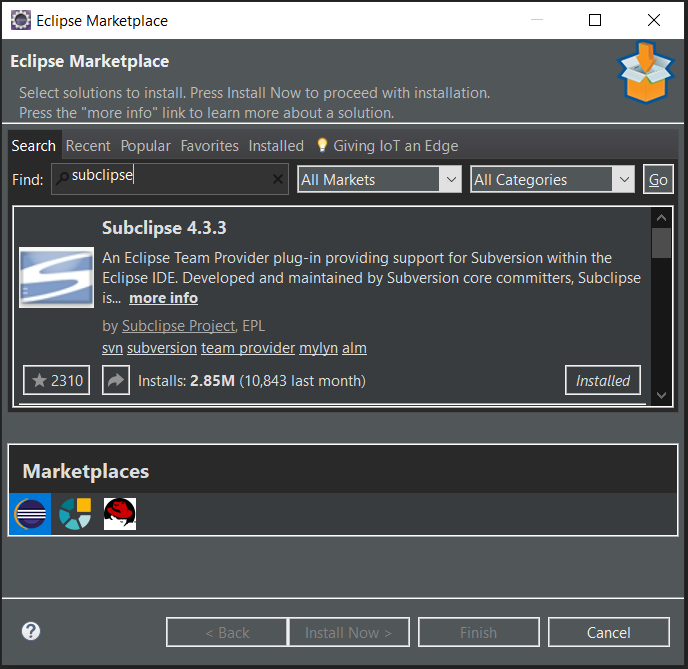 Eclipse Marketplace
Eclipse Marketplace
Select solutions to install. Press Install Now to proceed with installation.
Press the "more info" link to learn more about a solution.
Search Recent Popular Favorites Installed Giving IoT an Edge
Find: subclipse All Markets All Categories Go
Subclipse 4.3.3
An Eclipse Team Provider plug-in providing support for Subversion within the
Eclipse IDE. Developed and maintained by Subversion core committers, Subclipse
is... more info
by Subclipse Project, EPL
svn subversion team provider mylyn alm
2310 Installs: 2.85M (10,843 last month) Installed
Marketplaces
? < Back Install Now > Finish Cancel